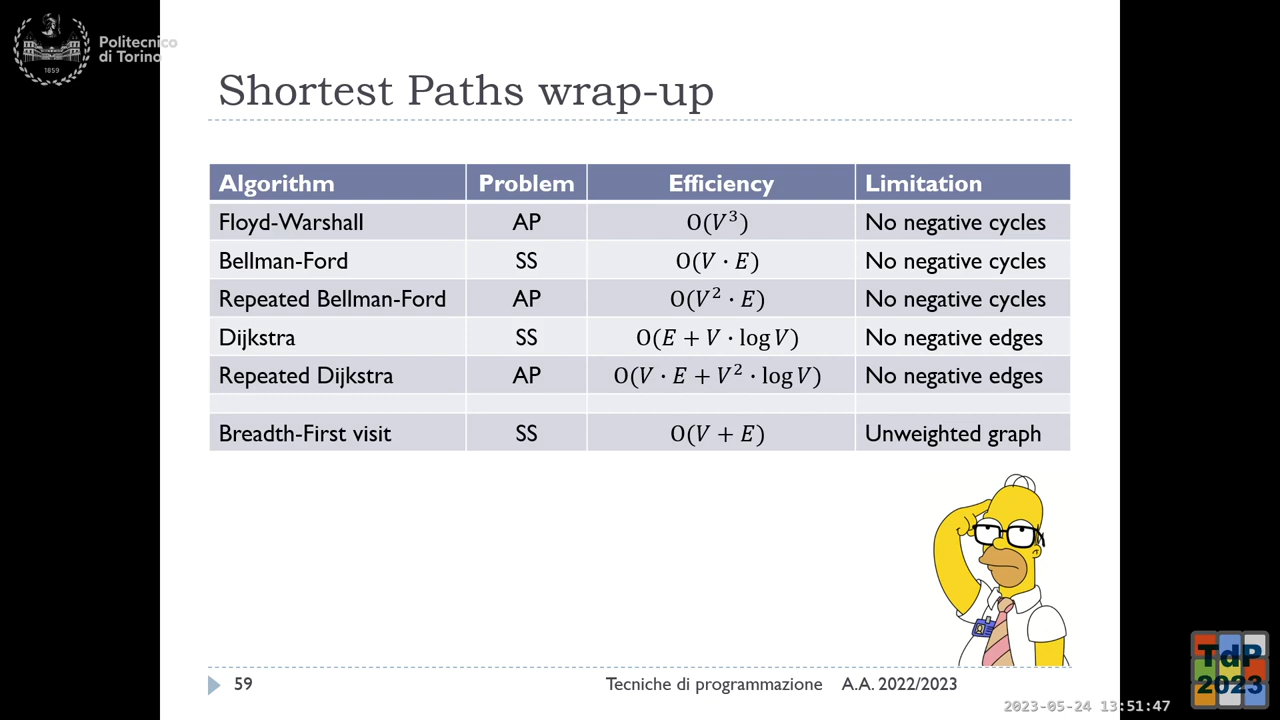 Politecnico
di Torino
1859
Shortest Paths wrap-up
Algorithm Problem Efficiency Limitation
Floyd-Warshall AP O(V³) No negative cycles
Bellman-Ford SS O(V · E) No negative cycles
Repeated Bellman-Ford AP O(V² · E) No negative cycles
Dijkstra SS O(E + V · log V) No negative edges
Repeated Dijkstra AP O(V · E + V² · log V) No negative edges
Breadth-First visit SS O(V + E) Unweighted graph
59 Tecniche di programmazione A.A. 2022/2023
TdP
2023
2023-05-24 13:51:47